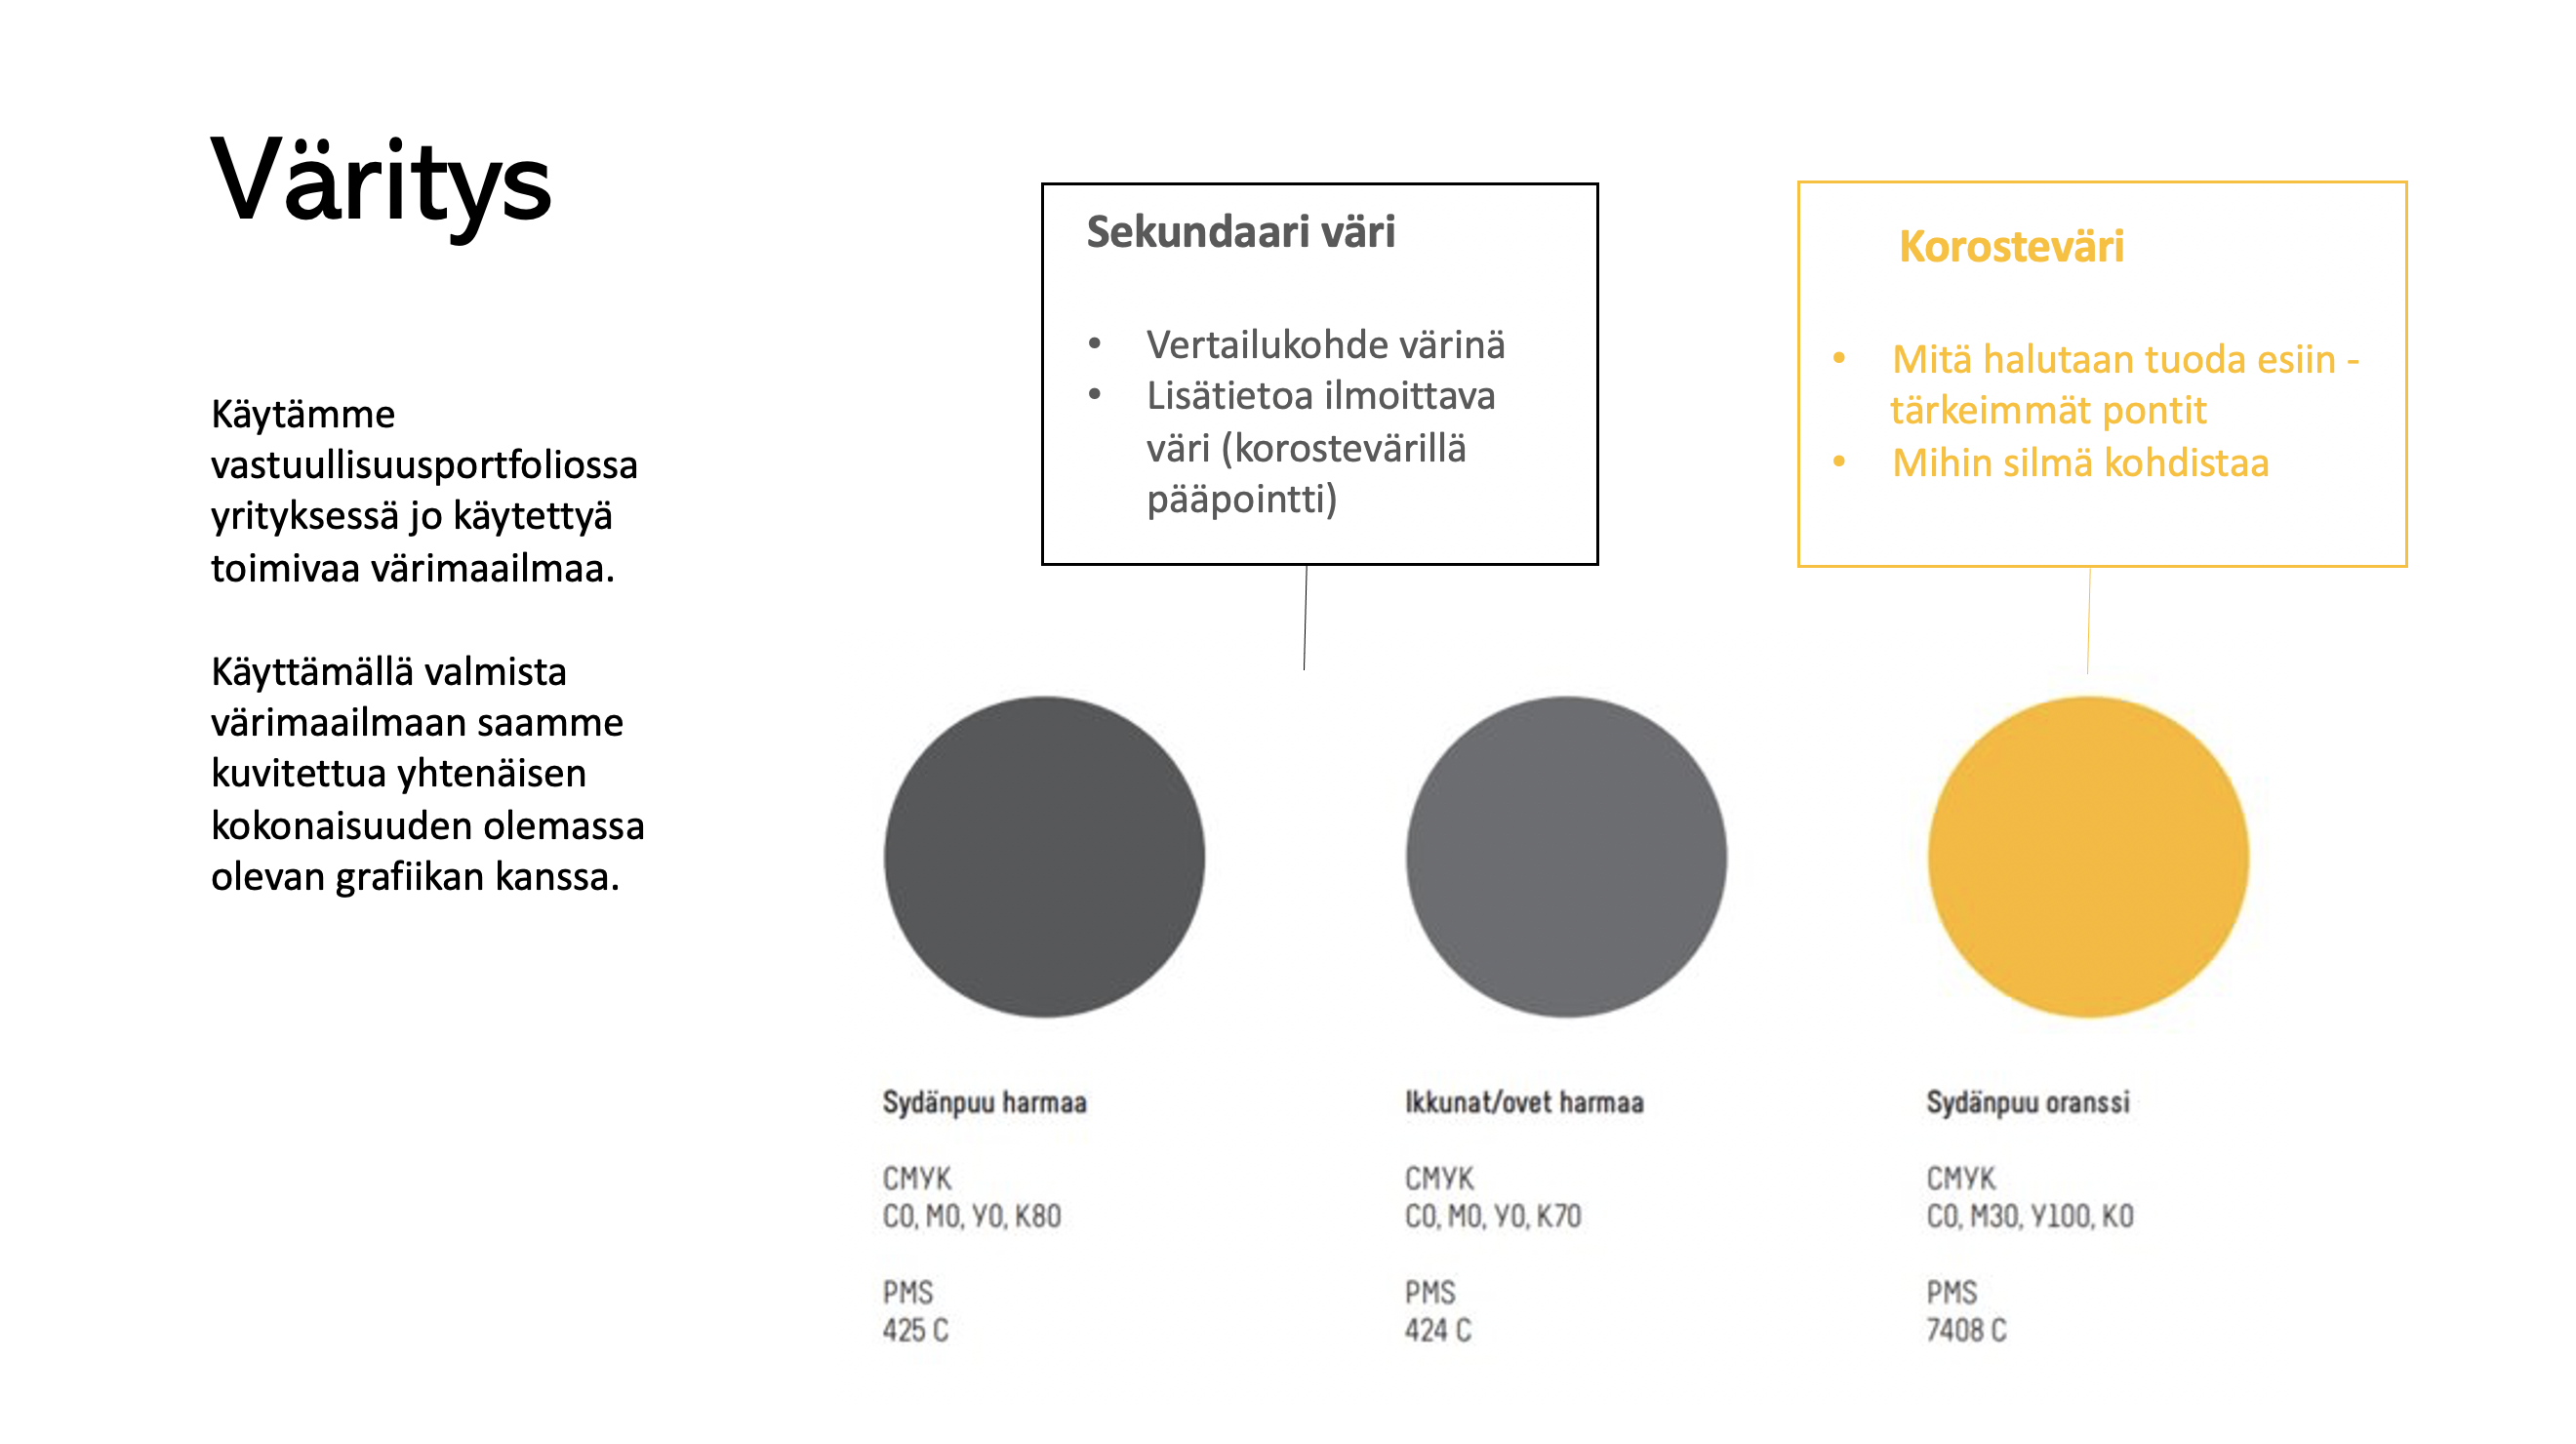 Väritys
Käytämme
vastuullisuusportfoliossa
yrityksessä jo käytettyä
toimivaa värimaailmaa.
Käyttämällä valmista
värimaailmaan saamme
kuvitettua yhtenäisen
kokonaisuuden olemassa
olevan grafiikan kanssa.
Sekundaari väri
• Vertailukohde värinä
• Lisätietoa ilmoittava
väri (korostevärillä
pääpointti)
Korosteväri
• Mitä halutaan tuoda esiin -
tärkeimmät pontit
• Mihin silmä kohdistaa
Sydänpuu harmaa
CMYK
C0, M0, Y0, K80
PMS
425 C
Ikkunat/ovet harmaa
CMYK
C0, M0, Y0, K70
PMS
424 C
Sydänpuu oranssi
CMYK
C0, M30, Y100, K0
PMS
7408 C